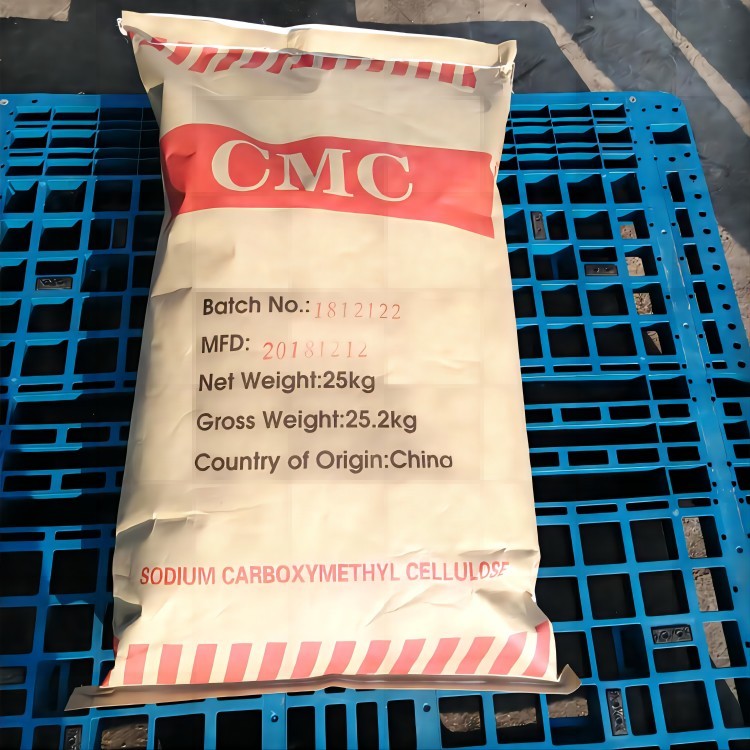 CMC
Batch No.:1812122
MFD: 20181212
Net Weight:25kg
Gross Weight:25.2kg
Country of Origin:China
SODIUM CARBOXYMETHYL CELLULOSE